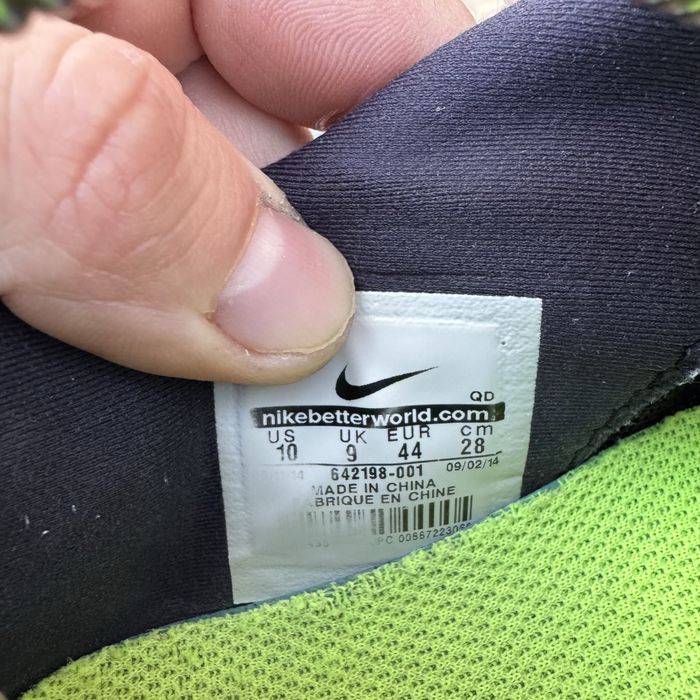 QD
nikebetterworld.com
US UK EUR cm
10 9 44 28
642198-001 09/02/14
MADE IN CHINA
FABRIQUE EN CHINE